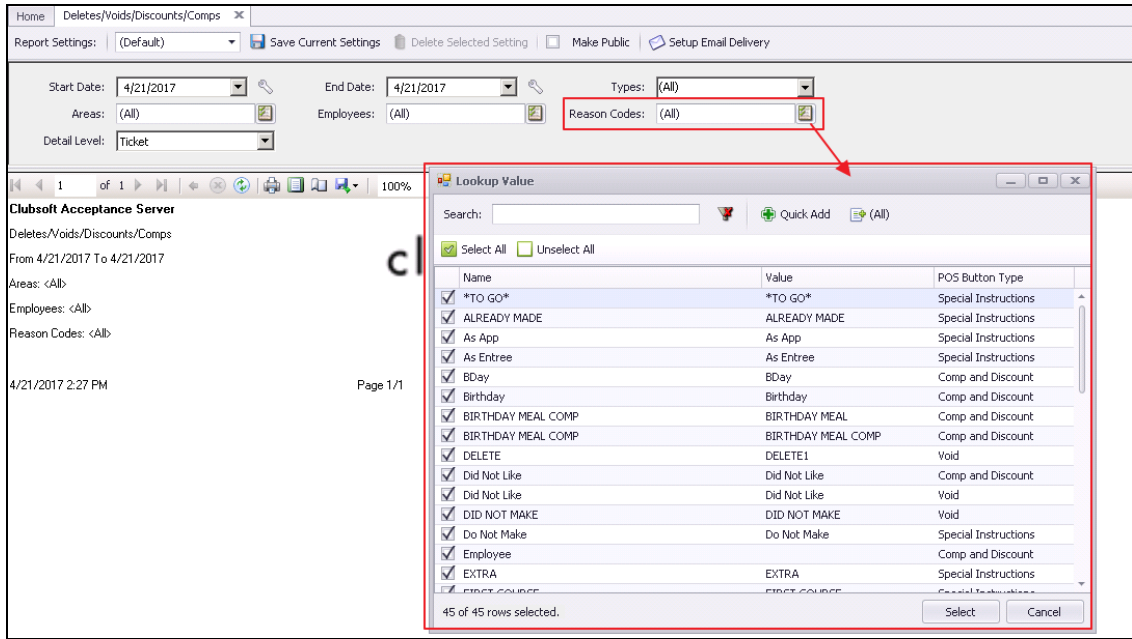 Home Deletes/Voids/Discounts/Comps
Report Settings: (Default) Save Current Settings Delete Selected Setting Make Public Setup Email Delivery
Start Date: 4/21/2017 End Date: 4/21/2017 Types: (All)
Areas: (All) Employees: (All) Reason Codes: (All)
Detail Level: Ticket
1 of 1 100%
Clubsoft Acceptance Server
Deletes/Voids/Discounts/Comps
From 4/21/2017 To 4/21/2017
cl
Areas: <All>
Employees: <All>
Reason Codes: <All>
4/21/2017 2:27 PM Page 1/1
Lookup Value
Search: Quick Add (All)
Select All Unselect All
Name Value POS Button Type
*TO GO* *TO GO* Special Instructions
ALREADY MADE ALREADY MADE Special Instructions
As App As App Special Instructions
As Entree As Entree Special Instructions
BDay BDay Comp and Discount
Birthday Birthday Comp and Discount
BIRTHDAY MEAL COMP BIRTHDAY MEAL Comp and Discount
BIRTHDAY MEAL COMP BIRTHDAY MEAL COMP Comp and Discount
DELETE DELETE1 Void
Did Not Like Did Not Like Comp and Discount
Did Not Like Did Not Like Void
DID NOT MAKE DID NOT MAKE Void
Do Not Make Do Not Make Special Instructions
Employee Comp and Discount
EXTRA EXTRA Special Instructions
FIRST COURSE FIRST COURSE Special Instructions
45 of 45 rows selected. Select Cancel